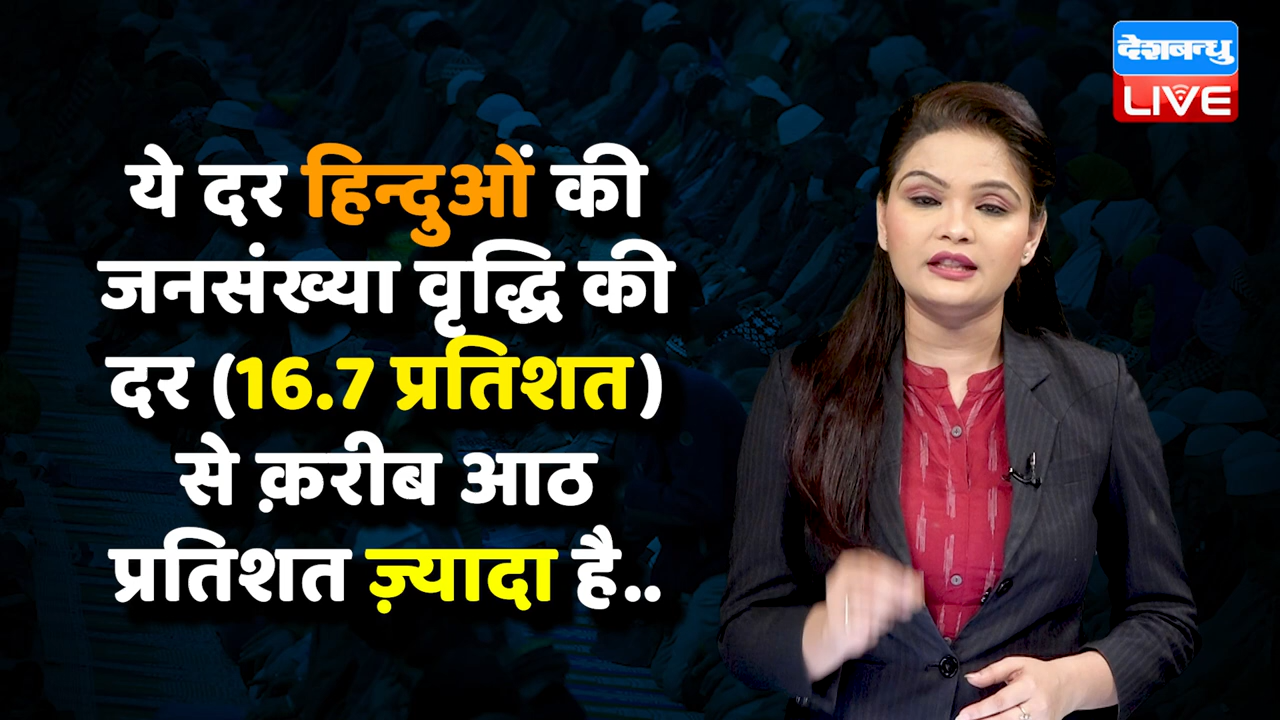 देशबन्धु
LIVE
ये दर हिन्दुओं की
जनसंख्या वृद्धि की
दर (16.7 प्रतिशत)
से क़रीब आठ
प्रतिशत ज़्यादा है..